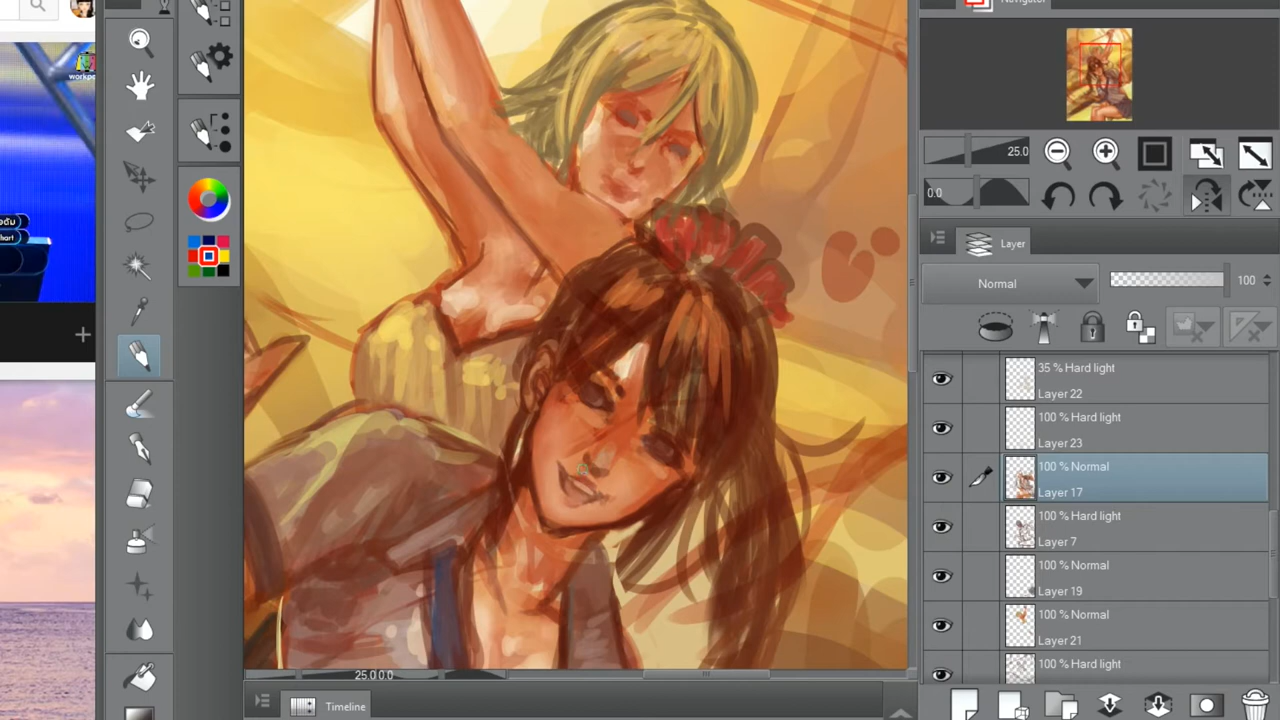 Navigator
workpo
25.0
0.0
Layer
Normal
100
35 % Hard light
Layer 22
100 % Hard light
Layer 23
100 % Normal
Layer 17
100 % Hard light
Layer 7
100 % Normal
Layer 19
100 % Normal
Layer 21
100 % Hard light
25.0 0.0
Timeline